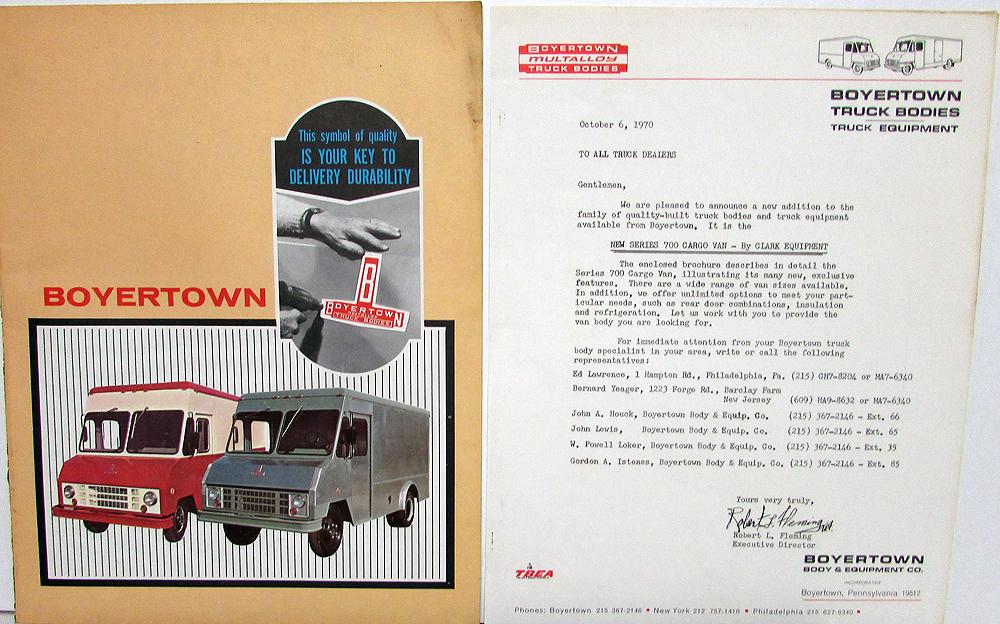 This symbol of quality
IS YOUR KEY TO
DELIVERY DURABILITY
B
BOYERTOWN
TRUCK BODIES
BOYERTOWN
BOYERTOWN
MULTALLOY
TRUCK BODIES
BOYERTOWN
TRUCK BODIES
TRUCK EQUIPMENT
October 6, 1970
TO ALL TRUCK DEALERS
Gentlemen,
We are pleased to announce a new addition to the
family of quality-built truck bodies and truck equipment
available from Boyertown. It is the
NEW SERIES 700 CARGO VAN - By CLARK EQUIPMENT
The enclosed brochure describes in detail the
Series 700 Cargo Van, illustrating its many new, exclusive
features. There are a wide range of van sizes available.
In addition, we offer unlimited options to meet your part-
icular needs, such as rear door combinations, insulation
and refrigeration. Let us work with you to provide the
van body you are looking for.
For immediate attention from your Boyertown truck
body specialist in your area, write or call the following
representatives:
Ed Lawrence, 1 Hampton Rd., Philadelphia, Pa. (215) CH7-8204 or MA7-6340
Bernard Yeager, 1223 Forge Rd., Barclay Farm
New Jersey (609) HA9-8632 or MA7-6340
John A. Houck, Boyertown Body & Equip. Co. (215) 367-2146 - Ext. 66
John Lewis, Boyertown Body & Equip. Co. (215) 367-2146 - Ext. 65
W. Powell Loker, Boyertown Body & Equip. Co. (215) 367-2146 - Ext. 35
Gordon A. Istenes, Boyertown Body & Equip. Co. (215) 367-2146 - Ext. 85
Yours very truly,
Robert L. Fleming
Robert L. Fleming
Executive Director
BOYERTOWN
BODY & EQUIPMENT CO.
INCORPORATED
Boyertown, Pennsylvania 19512
TBEA
Phones: Boyertown 215 367-2146 • New York 212 757-1410 • Philadelphia 215 627-6340 •